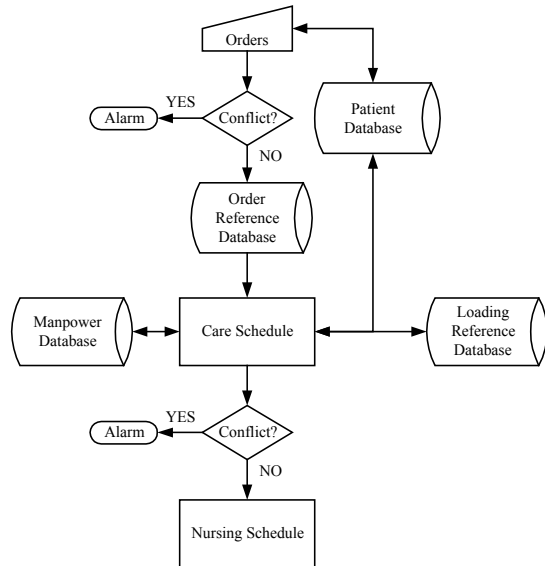 Orders
Patient
Database
YES
Alarm
Conflict?
NO
Order
Reference
Database
Manpower
Database
Care Schedule
Loading
Reference
Database
YES
Alarm
Conflict?
NO
Nursing Schedule